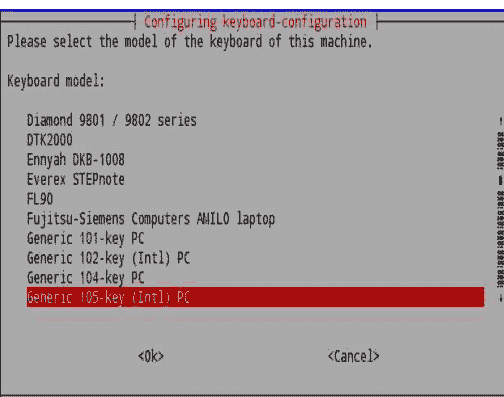 Configuring keyboard-configuration
Please select the model of the keyboard of this machine.
Keyboard model:
Diamond 9801 / 9802 series
DTK2000
Ennyah DKB-1008
Everex STEPnote
FL90
Fujitsu-Siemens Computers AMILO laptop
Generic 101-key PC
Generic 102-key (Intl) PC
Generic 104-key PC
Generic 105-key (Intl) PC
<Ok> <Cancel>